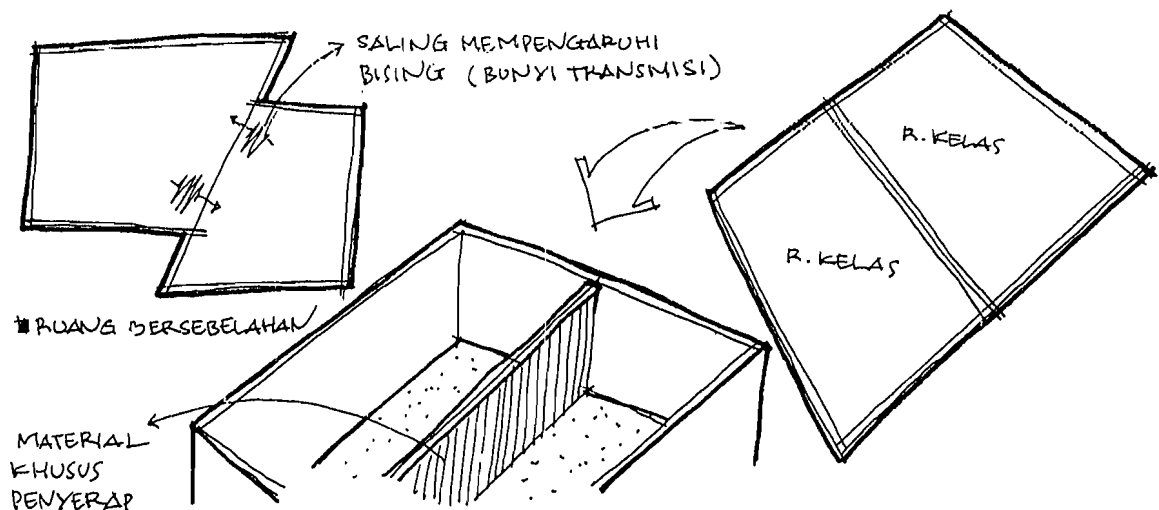 SALING MEMPENGARUHI
BISING (BUNYI TRANSMISI)
R. KELAS
R. KELAS
RUANG BERSEBELAHAN
MATERIAL
KHUSUS
PENYERAP